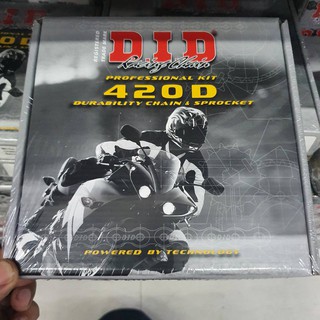 D.I.D
Racing Chain
PROFESSIONAL KIT
420D
DURABILITY CHAIN & SPROCKET
POWERED BY TECHNOLOGY